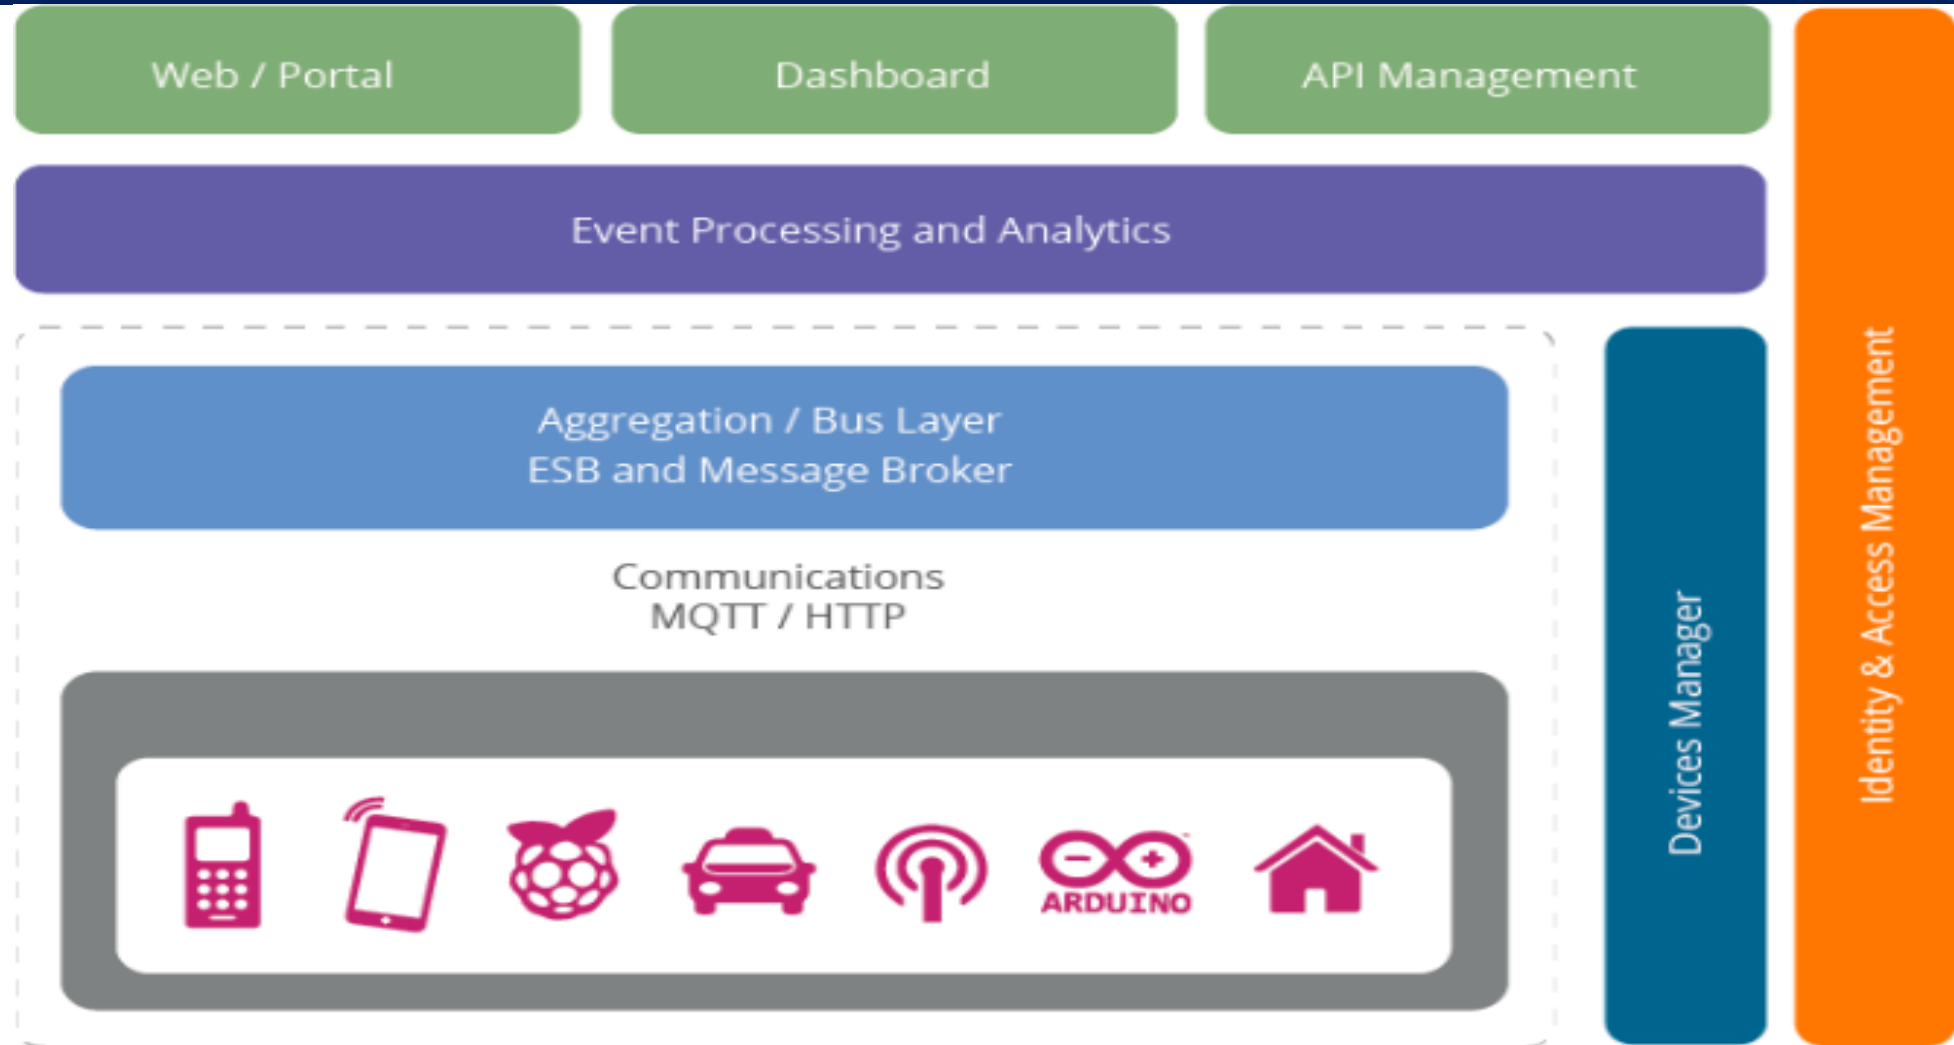 Web / Portal
Dashboard
API Management
Event Processing and Analytics
Aggregation / Bus Layer
ESB and Message Broker
Communications
MQTT / HTTP
ARDUINO
Devices Manager
Identity & Access Management